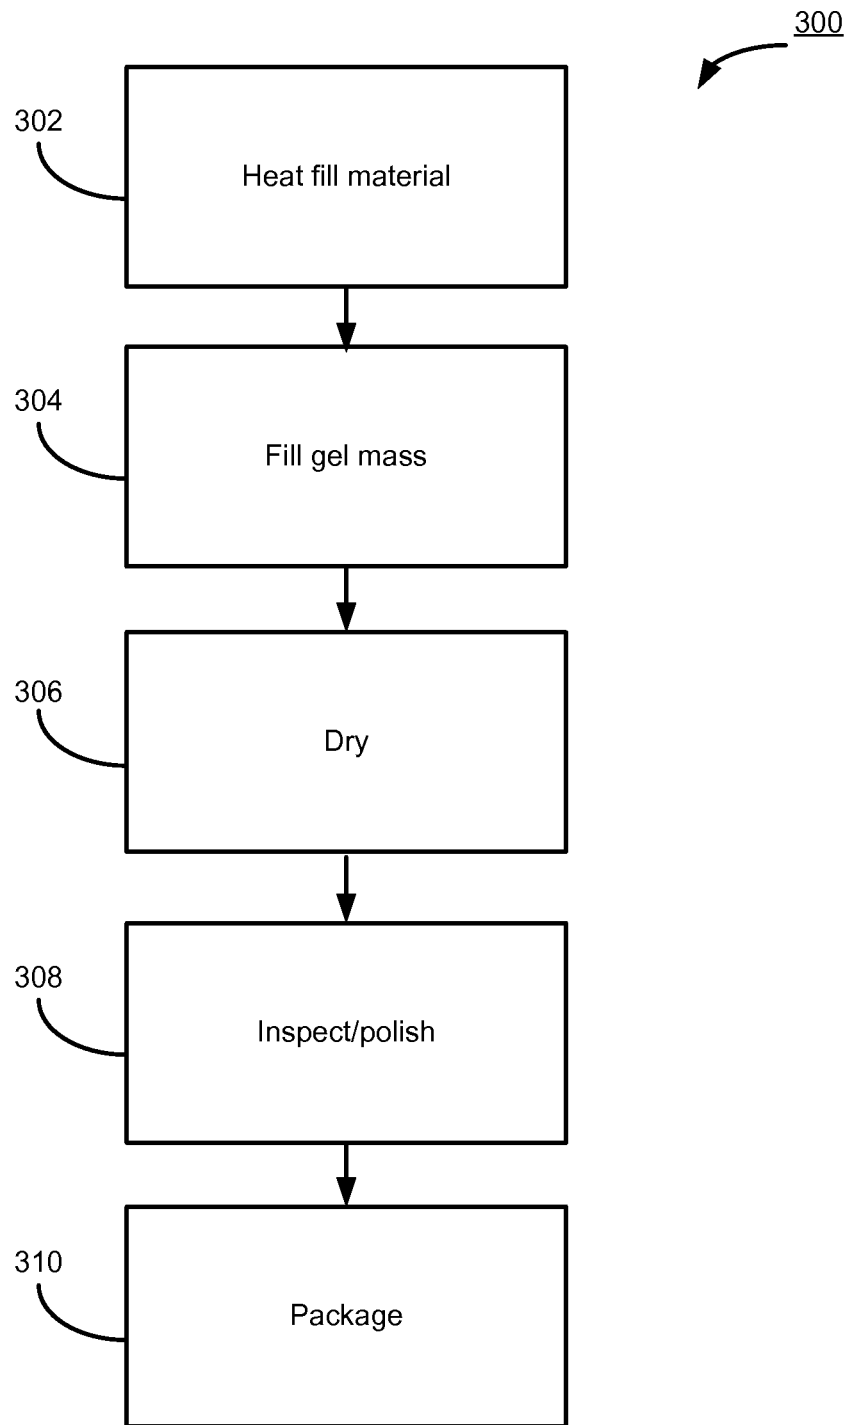 300
302
Heat fill material
304
Fill gel mass
306
Dry
308
Inspect/polish
310
Package